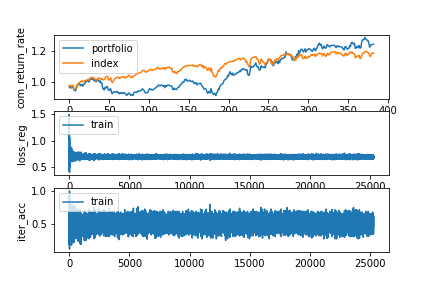 com_return_rate
1.2
1.0
portfolio
index
0 50 100 150 200 250 300 350 400
loss_reg
1.5
1.0
0.5
train
0 5000 10000 15000 20000 25000
iter_acc
1.0
0.5
train
0 5000 10000 15000 20000 25000